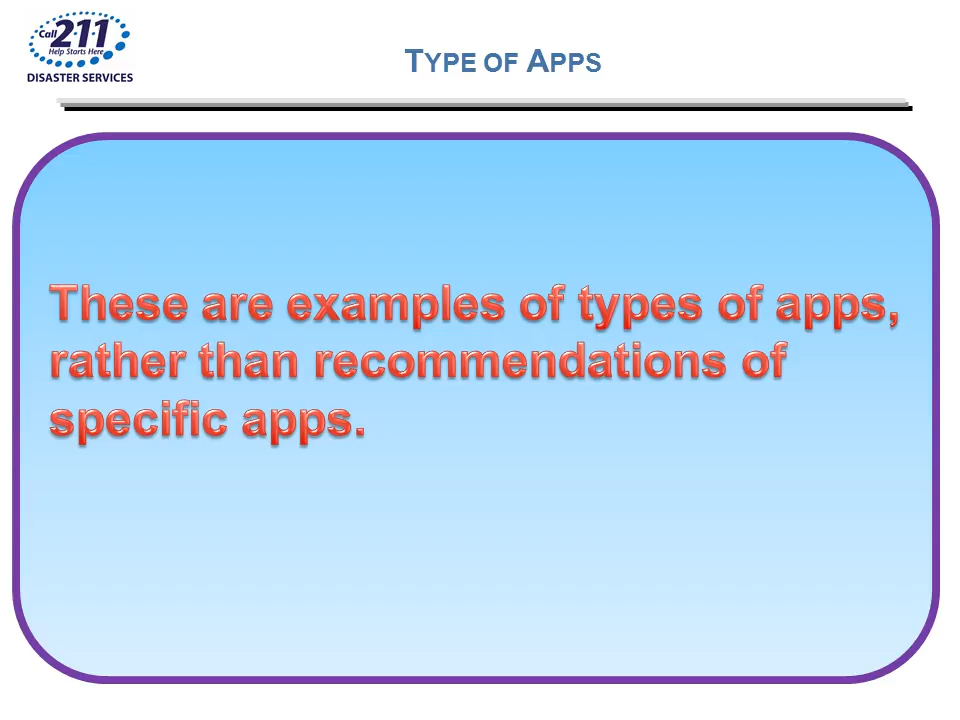 Call
211
Help Starts Here
DISASTER SERVICES
TYPE OF APPS
These are examples of types of apps,
rather than recommendations of
specific apps.